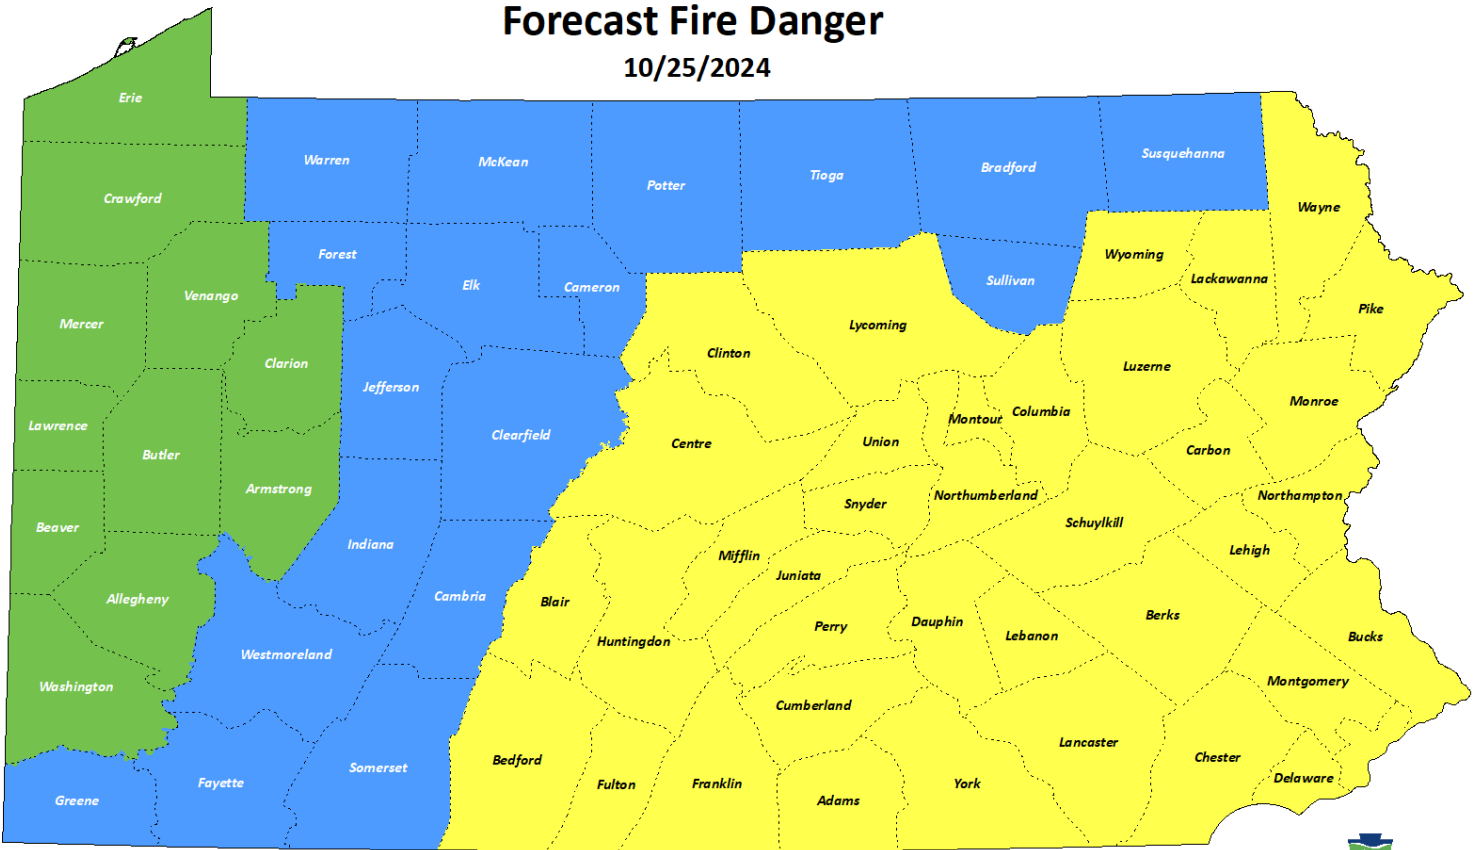 Forecast Fire Danger
10/25/2024
Erie
Warren
McKean
Potter
Tioga
Bradford
Susquehanna
Crawford
Wayne
Forest
Elk
Cameron
Sullivan
Wyoming
Lackawanna
Venango
Mercer
Pike
Lycoming
Clinton
Clarion
Luzerne
Jefferson
Monroe
Montour
Columbia
Lawrence
Clearfield
Centre
Union
Carbon
Butler
Armstrong
Snyder
Northumberland
Northampton
Beaver
Schuylkill
Indiana
Mifflin
Lehigh
Juniata
Allegheny
Cambria
Blair
Huntingdon
Perry
Dauphin
Lebanon
Berks
Bucks
Westmoreland
Washington
Montgomery
Cumberland
Lancaster
Chester
Bedford
Somerset
Fayette
Fulton
Franklin
York
Delaware
Greene
Adams